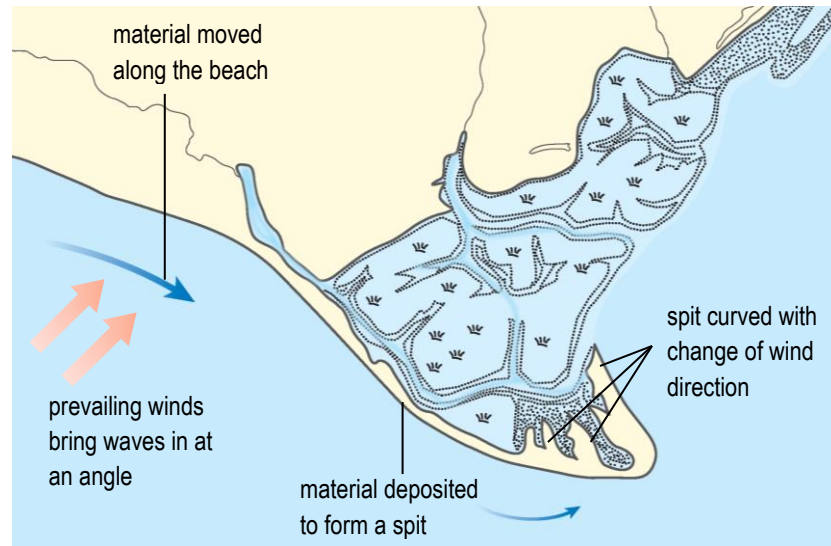 material moved
along the beach
prevailing winds
bring waves in at
an angle
material deposited
to form a spit
spit curved with
change of wind
direction